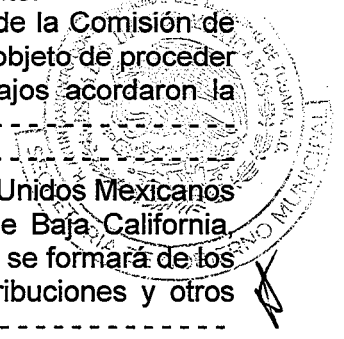 de la Comisión de
objeto de proceder
ajos acordaron la
- - - - - - - - - - - - - - - - -
- - - - - - - - - - - - - - - - -
Unidos Mexicanos
e Baja California,
se formará de los
ribuciones y otros
- - - - - - - - - - - - - - - - -